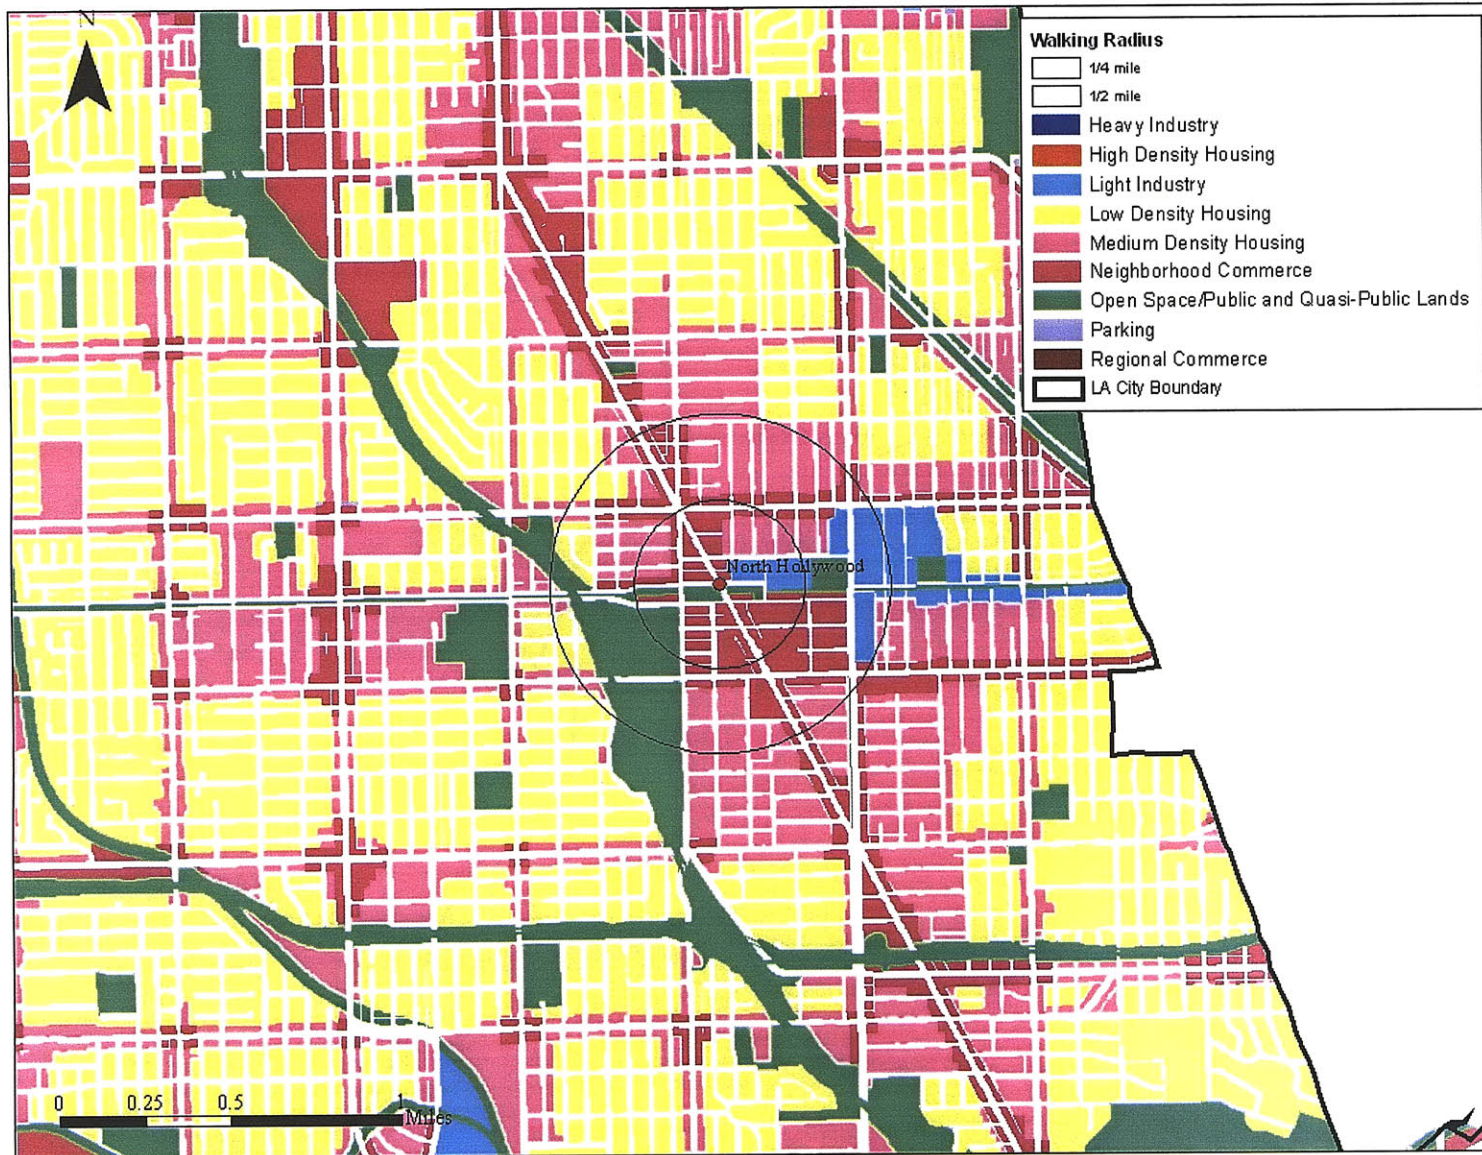 N
Walking Radius
1/4 mile
1/2 mile
Heavy Industry
High Density Housing
Light Industry
Low Density Housing
Medium Density Housing
Neighborhood Commerce
Open Space/Public and Quasi-Public Lands
Parking
Regional Commerce
LA City Boundary
North Hollywood
0 0.25 0.5 1
Miles